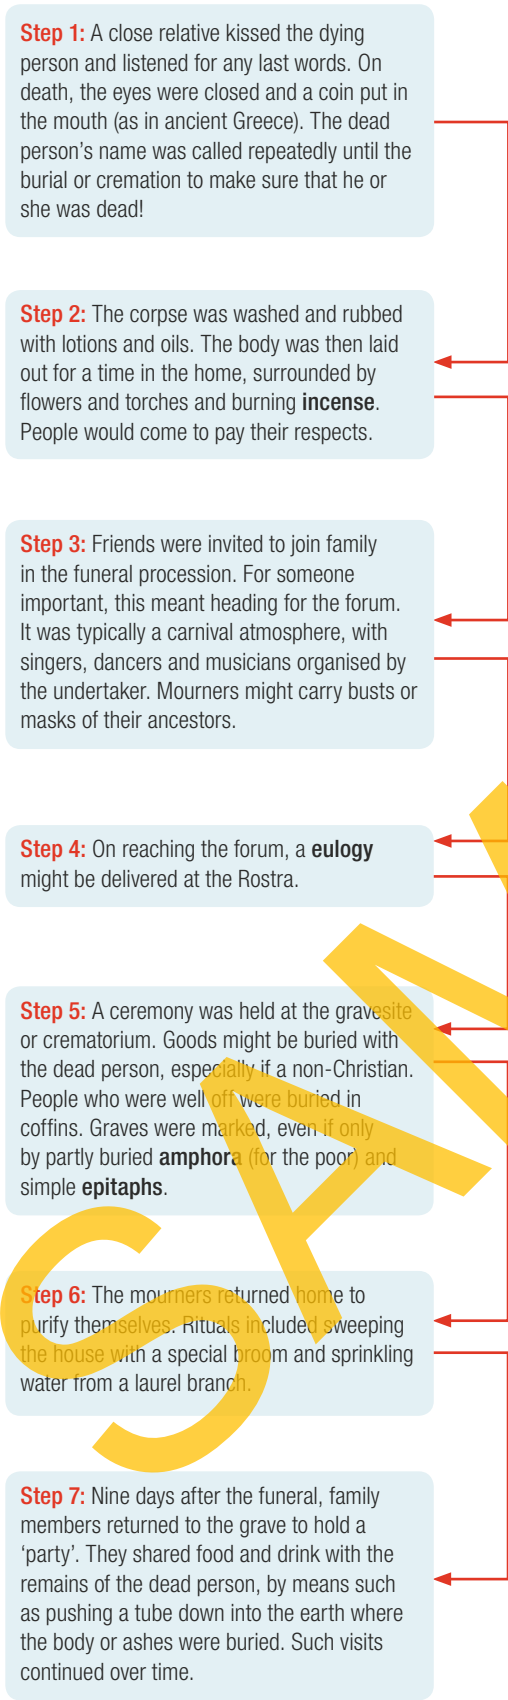 Step 1: A close relative kissed the dying
person and listened for any last words. On
death, the eyes were closed and a coin put in
the mouth (as in ancient Greece). The dead
person’s name was called repeatedly until the
burial or cremation to make sure that he or
she was dead!
Step 2: The corpse was washed and rubbed
with lotions and oils. The body was then laid
out for a time in the home, surrounded by
flowers and torches and burning incense.
People would come to pay their respects.
Step 3: Friends were invited to join family
in the funeral procession. For someone
important, this meant heading for the forum.
It was typically a carnival atmosphere, with
singers, dancers and musicians organised by
the undertaker. Mourners might carry busts or
masks of their ancestors.
Step 4: On reaching the forum, a eulogy
might be delivered at the Rostra.
Step 5: A ceremony was held at the gravesite
or crematorium. Goods might be buried with
the dead person, especially if a non-Christian.
People who were well off were buried in
coffins. Graves were marked, even if only
by partly buried amphora (for the poor) and
simple epitaphs.
Step 6: The mourners returned home to
purify themselves. Rituals included sweeping
the house with a special broom and sprinkling
water from a laurel branch.
Step 7: Nine days after the funeral, family
members returned to the grave to hold a
‘party’. They shared food and drink with the
remains of the dead person, by means such
as pushing a tube down into the earth where
the body or ashes were buried. Such visits
continued over time.